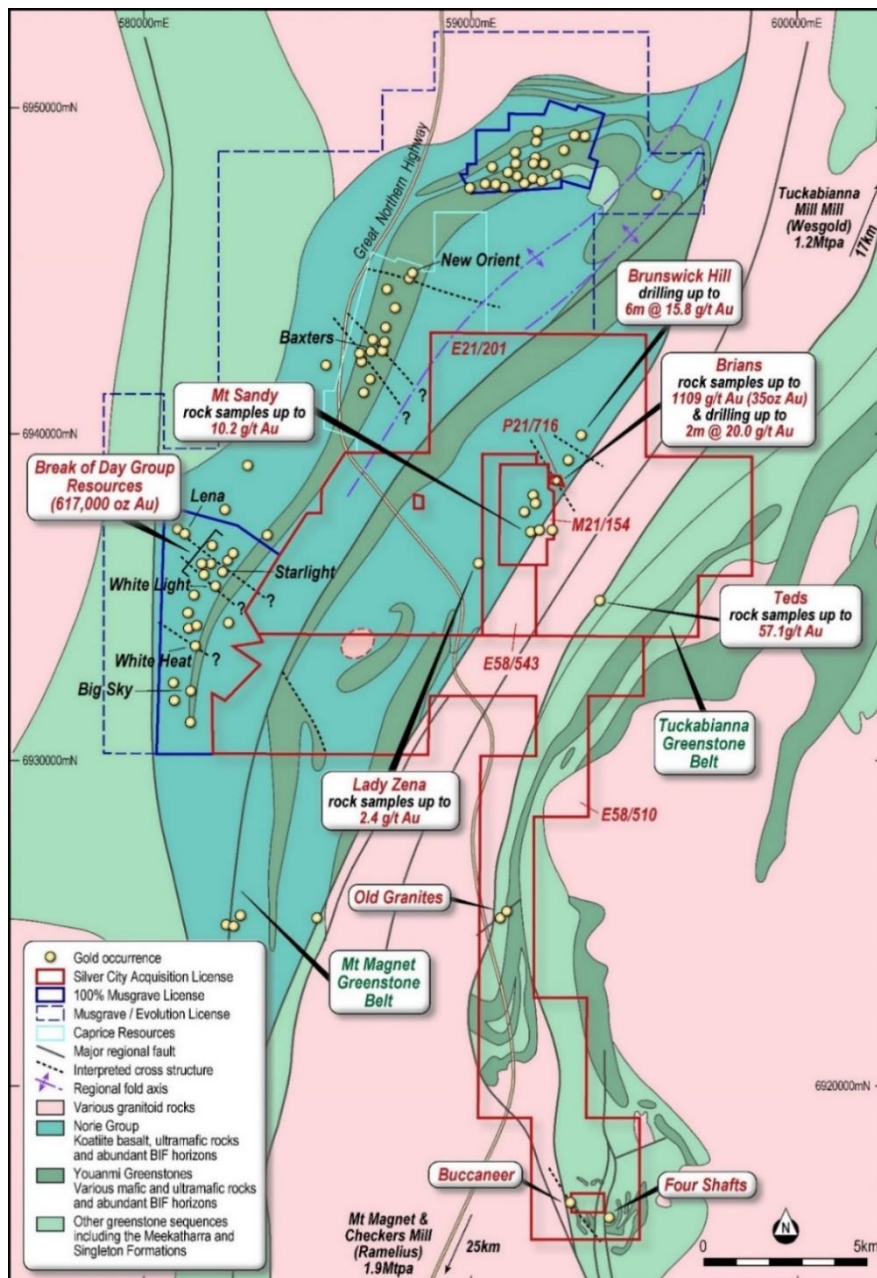 580000mE
590000mE
600000mE
6950000mN
Great Northern Highway
Tuckabianna
Mill Mill
(Wesgold)
1.2Mtpa
17km
New Orient
Brunswick Hill
drilling up to
6m @ 15.8 g/t Au
Baxters
E21/201
?
?
Mt Sandy
rock samples up to
10.2 g/t Au
Brians
rock samples up to
1109 g/t Au (35oz Au)
& drilling up to
2m @ 20.0 g/t Au
6940000mN
P21/716
Break of Day Group
Resources
(617,000 oz Au)
Lena
M21/154
Starlight
White Light
?
?
Teds
rock samples up to
57.1g/t Au
White Heat
?
E58/543
Big Sky
Tuckabianna
Greenstone
Belt
6930000mN
Lady Zena
rock samples up to
2.4 g/t Au
E58/510
Old Granites
Mt Magnet
Greenstone
Belt
Gold occurrence
Silver City Acquisition License
100% Musgrave License
Musgrave / Evolution License
Caprice Resources
Major regional fault
Interpreted cross structure
Regional fold axis
Various granitoid rocks
Norie Group
Koatiite basalt, ultramafic rocks
and abundant BIF horizons
Youanmi Greenstones
Various mafic and ultramafic rocks
and abundant BIF horizons
Other greenstone sequences
including the Meekatharra and
Singleton Formations
6920000mN
Buccaneer
Four Shafts
Mt Magnet &
Checkers Mill
(Ramelius)
1.9Mtpa
25km
N
0
5km